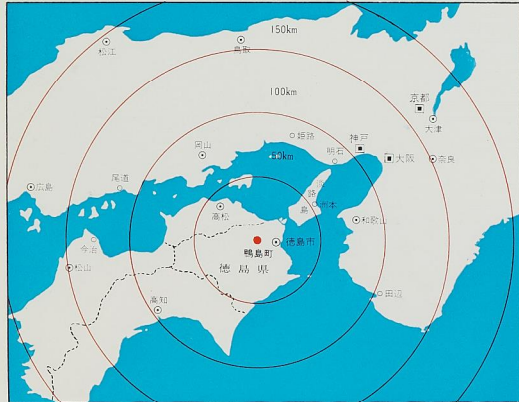 150km
松江
鳥取
100km
京都
大津
姫路
神戸
岡山
明石
大阪
奈良
50km
広島
尾道
淡路島
洲本
高松
和歌山
今治
徳島市
鴨島町
松山
徳島県
田辺
高知